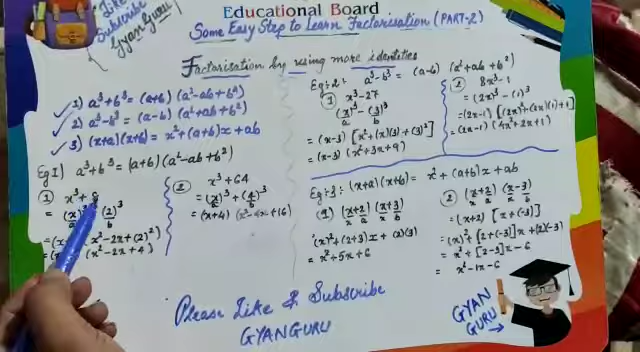 Like & Subscribe
Gyan Guru
Educational Board
Some Easy Step to Learn Factorisation (PART-2)
Factorisation by using more identities
1) a³+b³ = (a+b) (a²-ab+b²)
2) a³-b³ = (a-b) (a²+ab+b²)
3) (x+a)(x+b) = x²+(a+b)x+ab
Eg 1) a³+b³ = (a+b) (a²-ab+b²)
① x³+8
= (x)³ (2)³
a b
x²-2x+(2)²)
(x²-2x+4)
② x³+64
= (x)³+(4)³
a b
= (x+4) (x²-4x+16)
Eg:-2:- a³-b³ = (a-b) (a²+ab+b²)
① x³-27
(x)³-(3)³
a b
= (x-3) [x²+(x)(3)+(3)²]
= (x-3) (x²+3x+9)
② 8x³-1
= (2x)³-(1)³
= (2x-1) [(2x)²+(2x)(1)+1]
= (2x-1) (4x²+2x+1)
Eg:-3:- (x+a)(x+b) = x²+(a+b)x+ab
(x+2) (x+3)
x a x b
(x)²+(2+3)x+2(3)
= x²+5x+6
② (x+2) (x-3)
x a x b
= (x+2) [x+(-3)]
= (x)²+[2+(-3)]x+(2)(-3)
= x²+[2-3]x-6
= x²-1x-6
Please Like & Subscribe
GYANGURU
GYAN
GURU